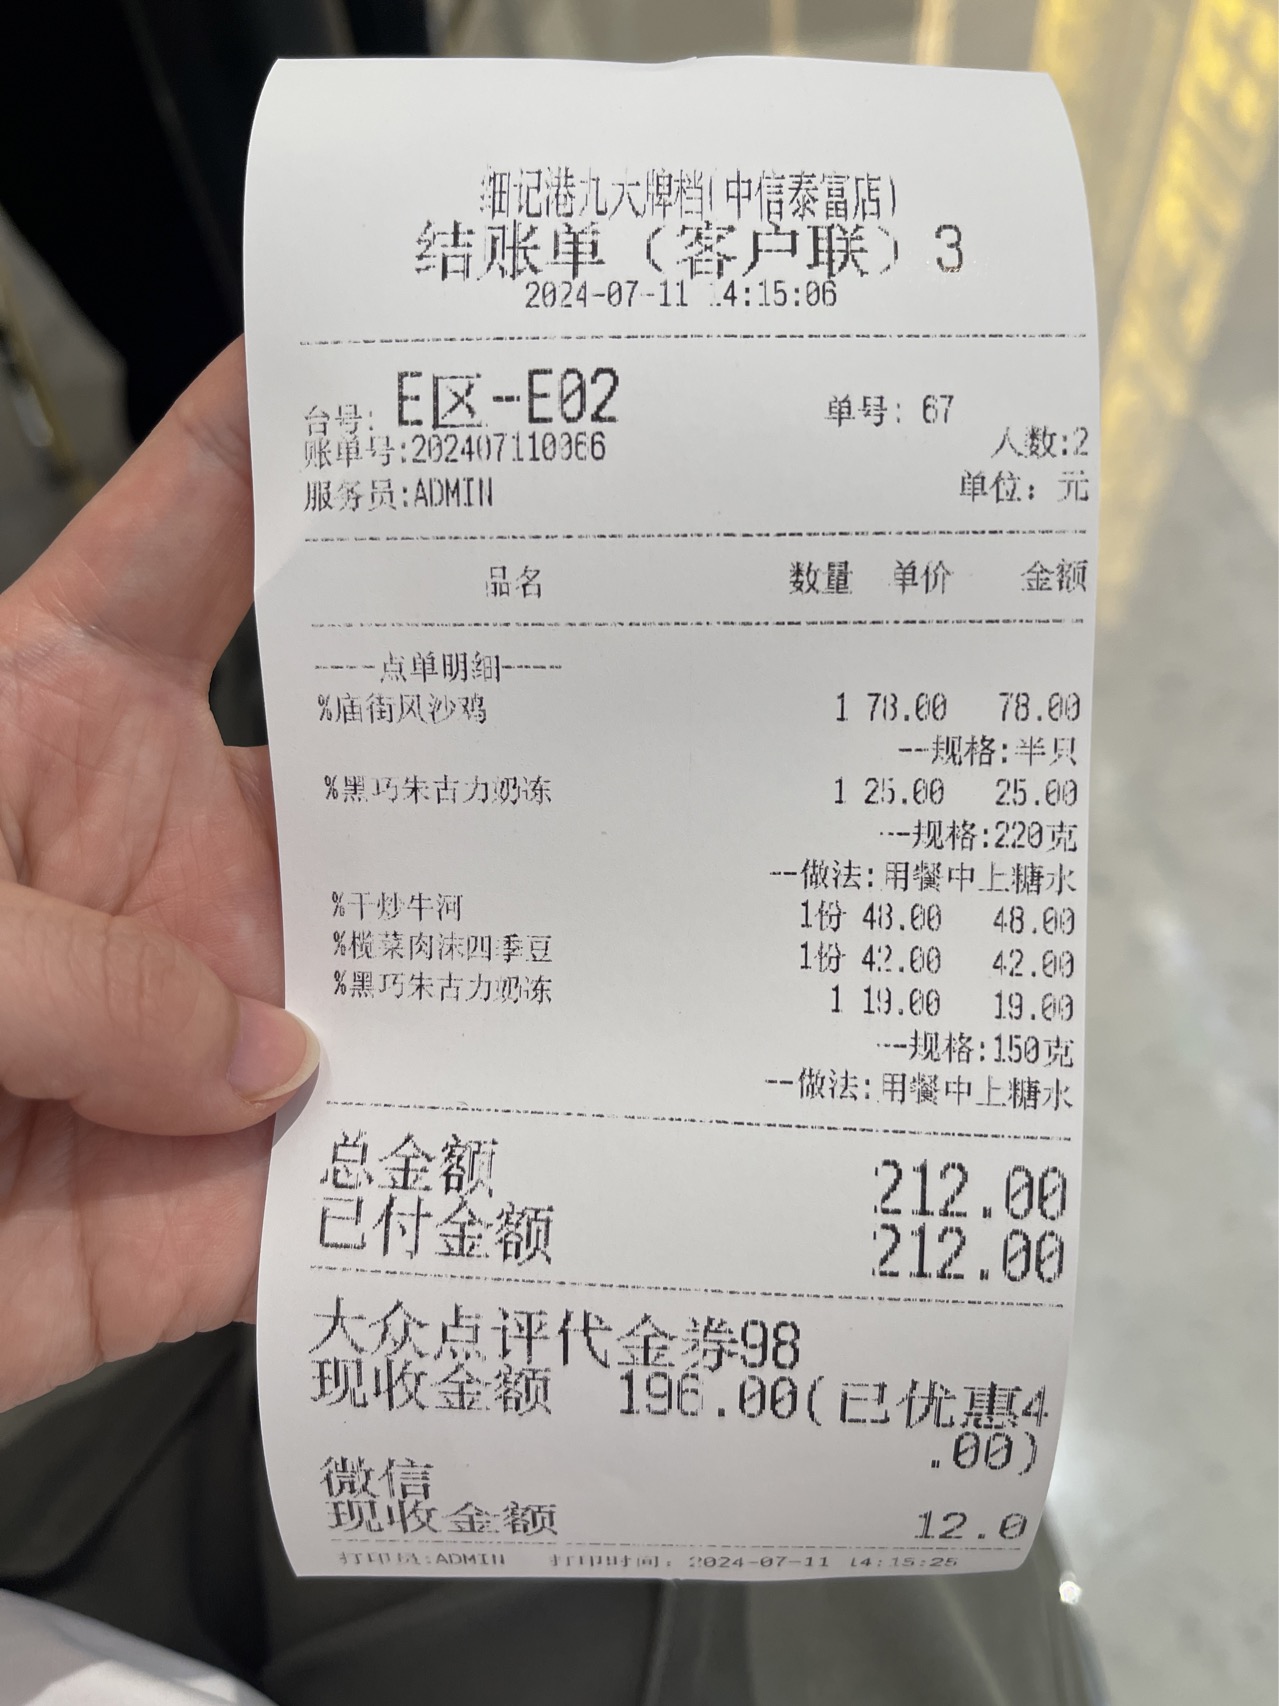 细记港九大牌档(中信泰富店)
结账单（客户联）3
2024-07-11 14:15:06
台号: E区-E02 单号: 67
账单号:202407110066 人数:2
服务员:ADMIN 单位: 元
品名 数量 单价 金额
----点单明细----
%庙街风沙鸡 1 78.00 78.00
--规格:半只
%黑巧朱古力奶冻 1 25.00 25.00
--规格:220克
--做法:用餐中上糖水
%干炒牛河 1份 48.00 48.00
%榄菜肉沫四季豆 1份 42.00 42.00
%黑巧朱古力奶冻 1 19.00 19.00
--规格:150克
--做法:用餐中上糖水
总金额 212.00
已付金额 212.00
大众点评代金券98
现收金额 196.00(已优惠4
.00)
微信
现收金额 12.0
打印员:ADMIN 打印时间: 2024-07-11 14:15:25